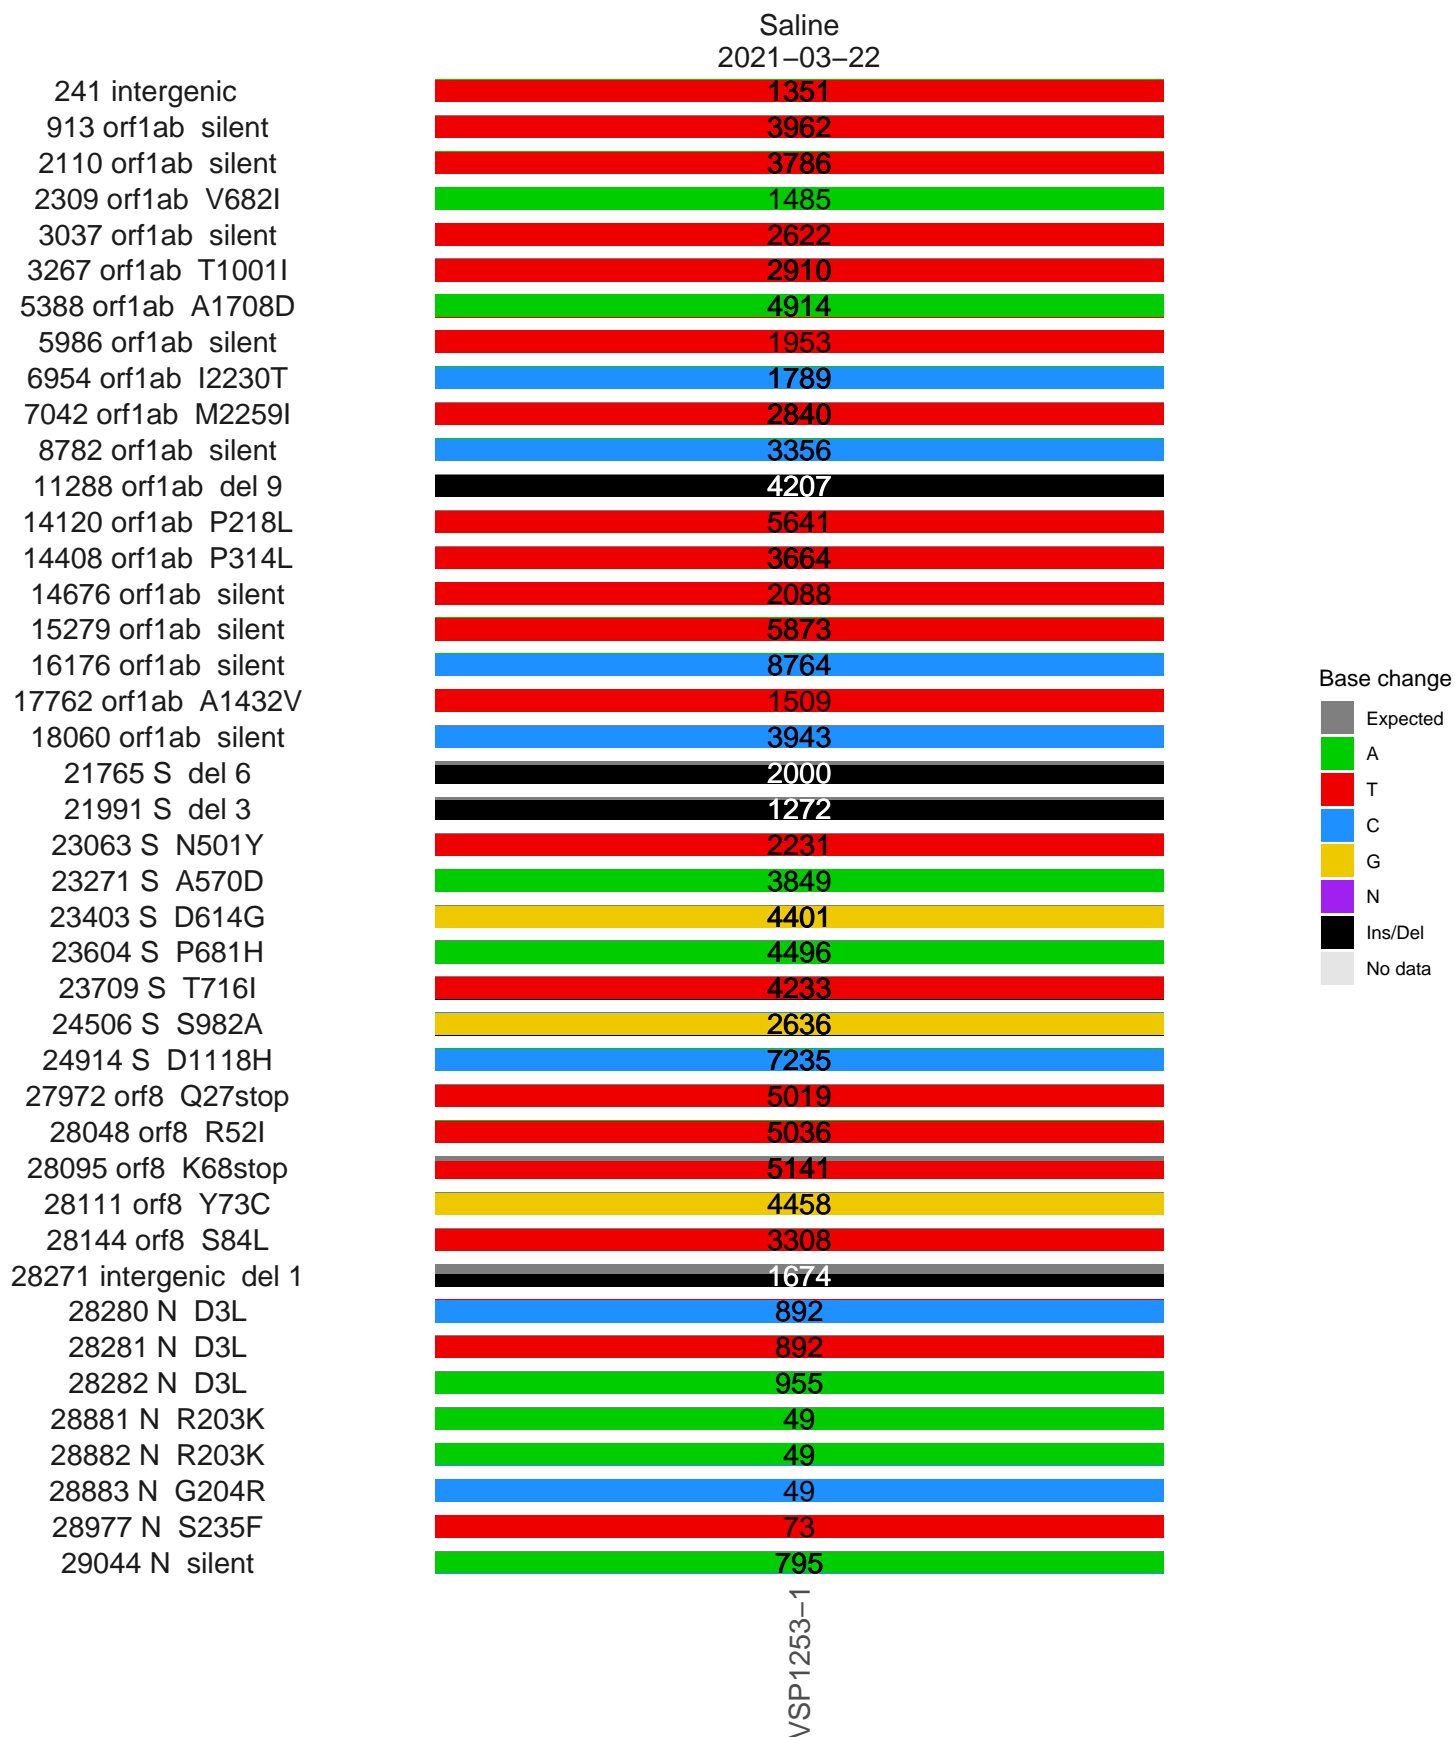 Saline
2021−03−22
241 intergenic 1351
913 orf1ab silent 3962
2110 orf1ab silent 3786
2309 orf1ab V682I 1485
3037 orf1ab silent 2622
3267 orf1ab T1001I 2910
5388 orf1ab A1708D 4914
5986 orf1ab silent 1953
6954 orf1ab I2230T 1789
7042 orf1ab M2259I 2840
8782 orf1ab silent 3356
11288 orf1ab del 9 4207
14120 orf1ab P218L 5641
14408 orf1ab P314L 3664
14676 orf1ab silent 2088
15279 orf1ab silent 5873
16176 orf1ab silent 8764
17762 orf1ab A1432V 1509
18060 orf1ab silent 3943
21765 S del 6 2000
21991 S del 3 1272
23063 S N501Y 2231
23271 S A570D 3849
23403 S D614G 4401
23604 S P681H 4496
23709 S T716I 4233
24506 S S982A 2636
24914 S D1118H 7235
27972 orf8 Q27stop 5019
28048 orf8 R52I 5036
28095 orf8 K68stop 5141
28111 orf8 Y73C 4458
28144 orf8 S84L 3308
28271 intergenic del 1 1674
28280 N D3L 892
28281 N D3L 892
28282 N D3L 955
28881 N R203K 49
28882 N R203K 49
28883 N G204R 49
28977 N S235F 73
29044 N silent 795
VSP1253−1
Base change
Expected
A
T
C
G
N
Ins/Del
No data